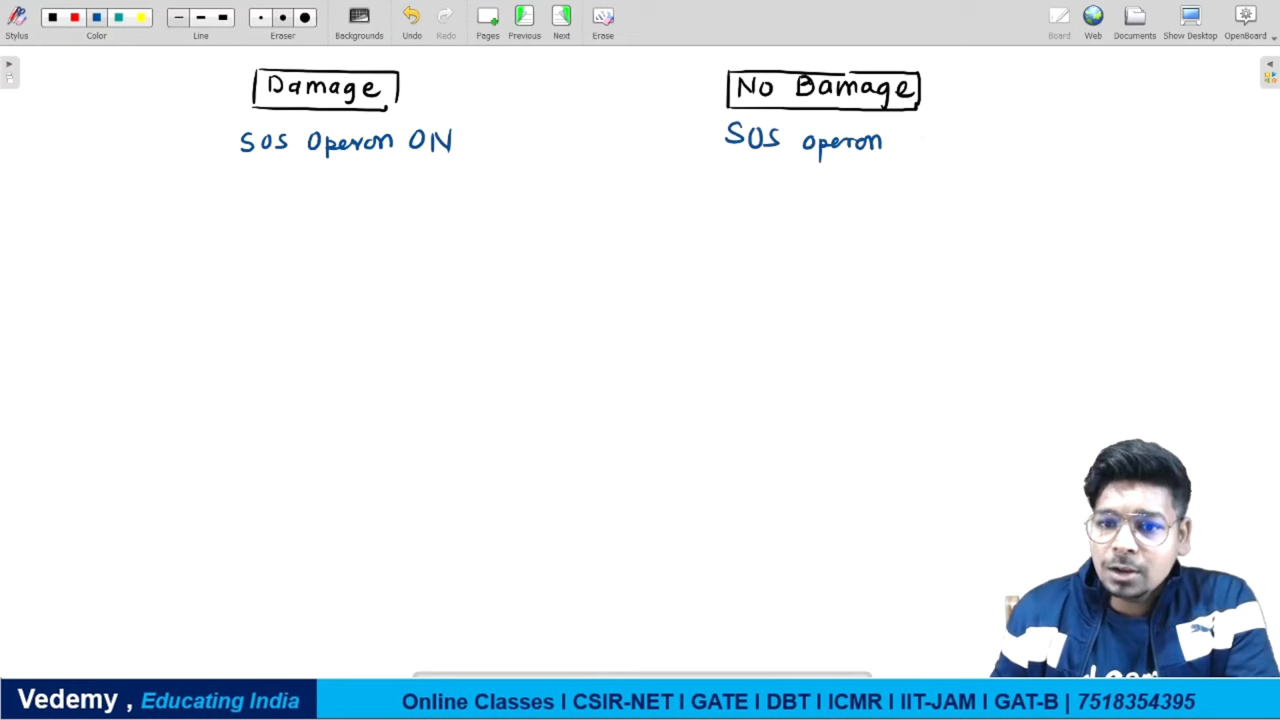 Stylus
Color
Line
Eraser
Backgrounds
Undo
Redo
Pages
Previous
Next
Erase
Board
Web
Documents
Show Desktop
OpenBoard
Damage
No Bamage
SOS Operon ON
SOS operon
Vedemy , Educating India
Online Classes I CSIR-NET I GATE I DBT I ICMR I IIT-JAM I GAT-B | 7518354395